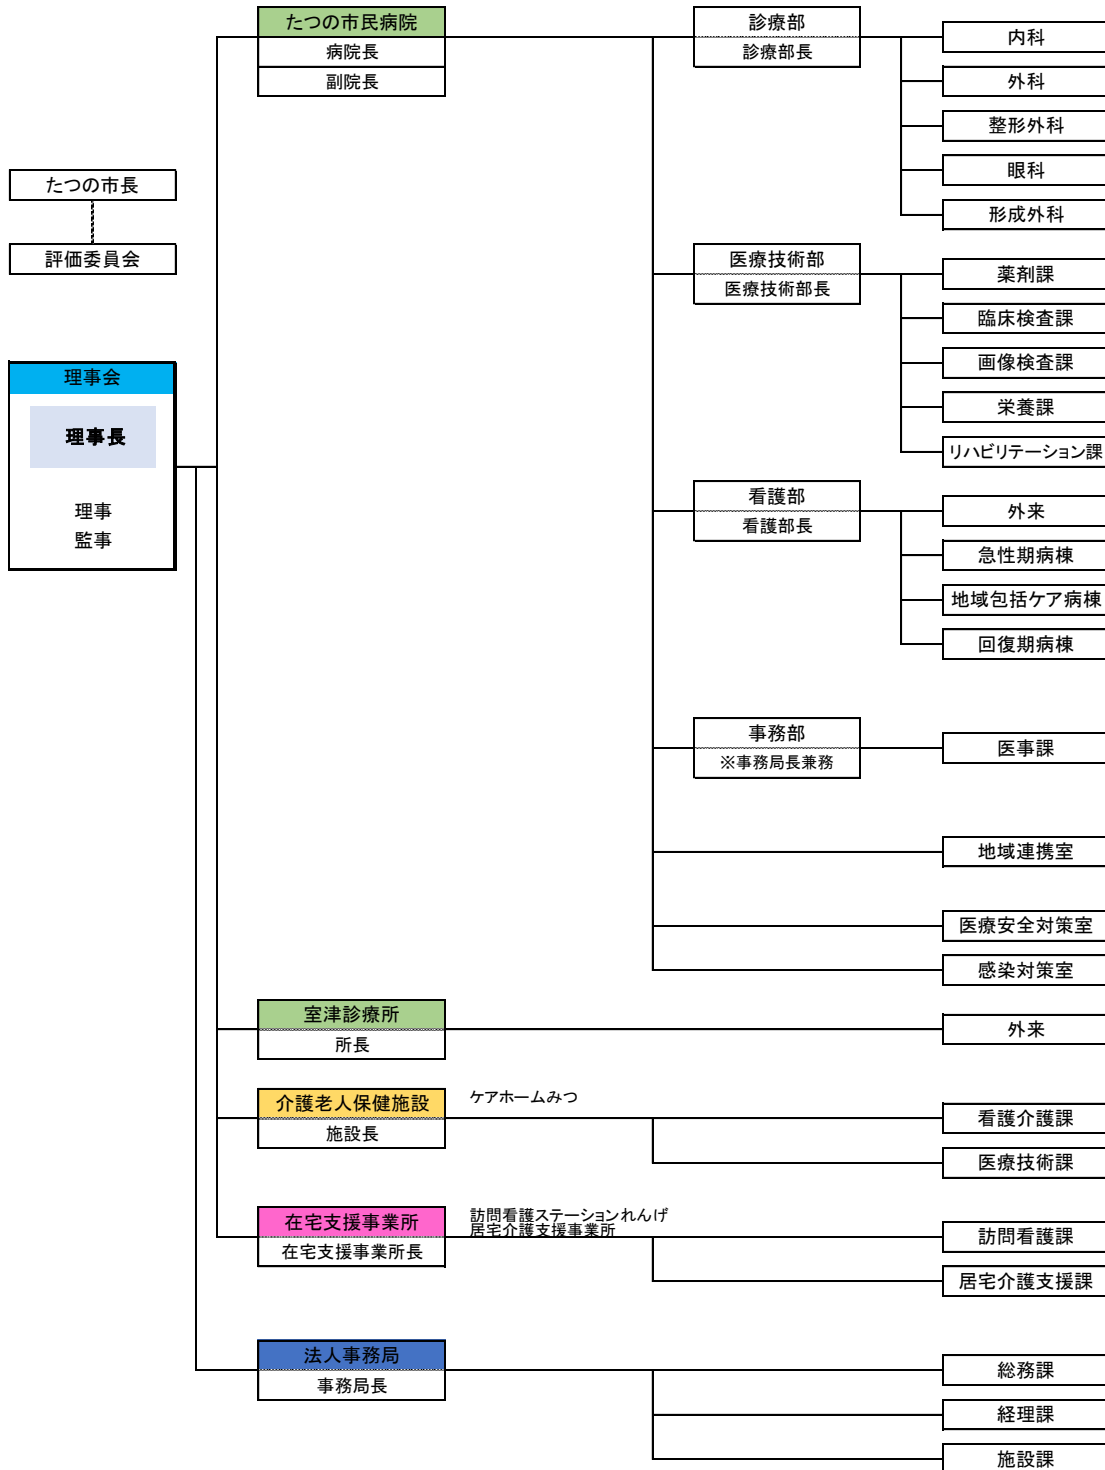 たつの市長
評価委員会
理事会
理事長
理事
監事
たつの市民病院
病院長
副院長
診療部
診療部長
内科
外科
整形外科
眼科
形成外科
医療技術部
医療技術部長
薬剤課
臨床検査課
画像検査課
栄養課
リハビリテーション課
看護部
看護部長
外来
急性期病棟
地域包括ケア病棟
回復期病棟
事務部
※事務局長兼務
医事課
地域連携室
医療安全対策室
感染対策室
室津診療所
所長
外来
介護老人保健施設
施設長
ケアホームみつ
看護介護課
医療技術課
在宅支援事業所
在宅支援事業所長
訪問看護ステーションれんげ
居宅介護支援事業所
訪問看護課
居宅介護支援課
法人事務局
事務局長
総務課
経理課
施設課